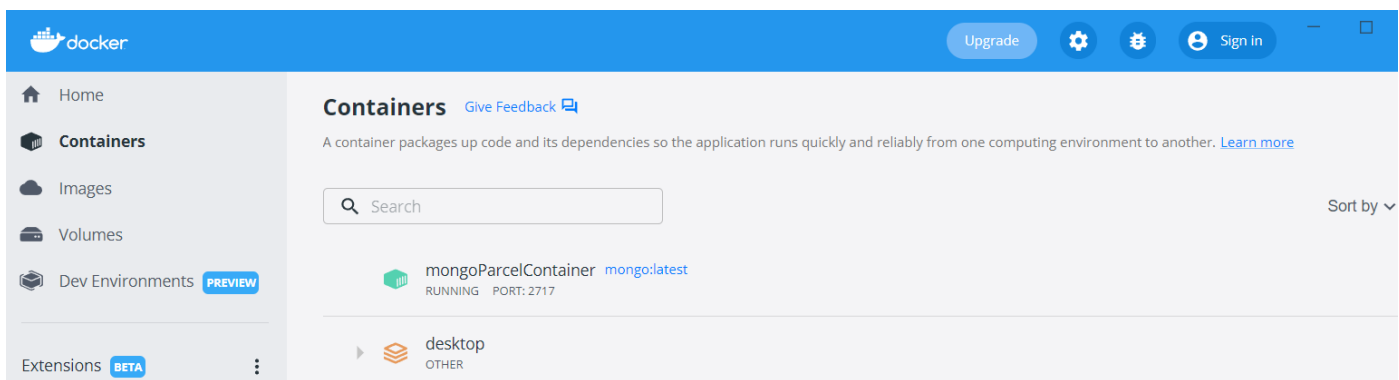 docker
Upgrade
Sign in
Home
Containers
Images
Volumes
Dev Environments PREVIEW
Extensions BETA
Containers Give Feedback
A container packages up code and its dependencies so the application runs quickly and reliably from one computing environment to another. Learn more
Search
Sort by
mongoParcelContainer mongo:latest
RUNNING PORT: 2717
desktop
OTHER